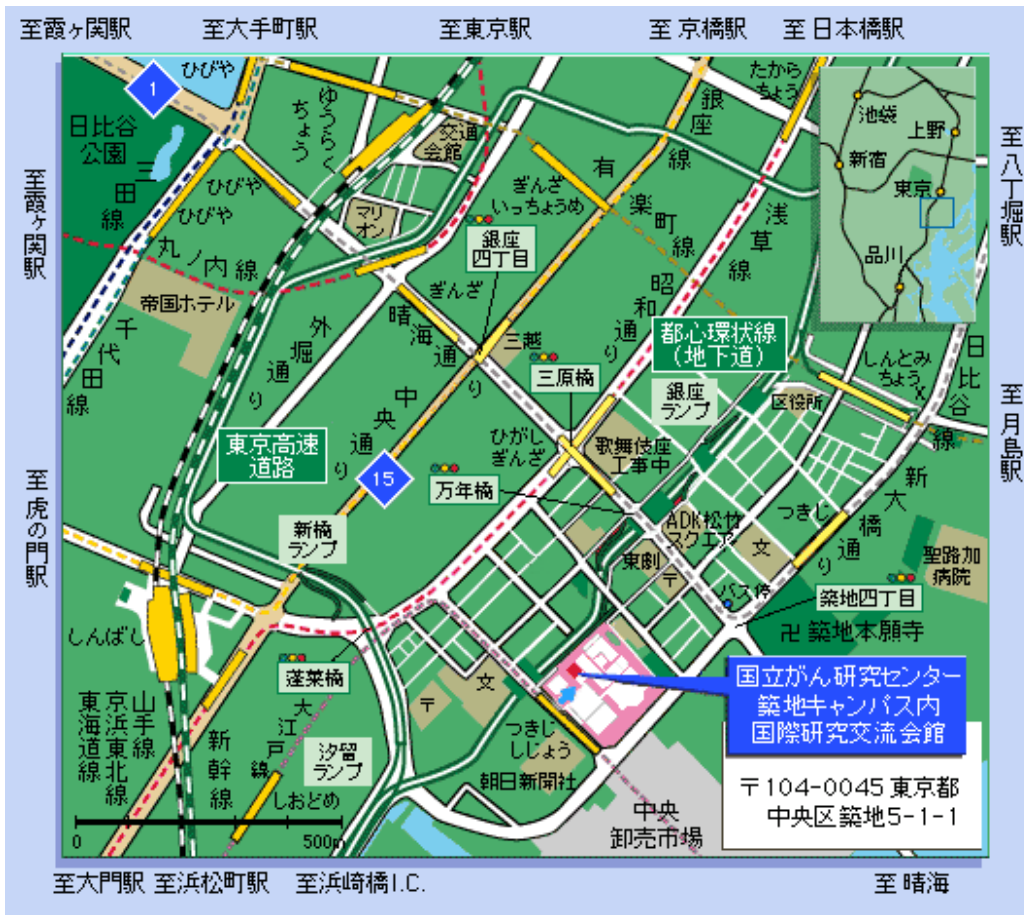 至霞ヶ関駅
至大手町駅
至東京駅
至 京橋駅
至 日本橋駅
ひびや
1
日比谷
公園
三田線
ゆうらく
ちょう
交通
会館
銀座線
たから
ちょう
池袋
上野
新宿
東京
品川
至八丁堀駅
至霞ヶ関駅
ひびや
ひびや
マリ
オン
ぎんざ
いっちょうめ
有楽町線
浅草線
丸ノ内線
銀座
四丁目
帝国ホテル
ぎんざ
晴海通り
三越
昭和通り
都心環状線
(地下道)
千代田線
外堀通り
三原橋
銀座
ランプ
しんとみ
ちょう
日比谷線
区役所
至月島駅
中央通り
東京高速
道路
15
ひがし
ぎんざ
歌舞伎座
工事中
万年橋
新大橋通り
つきじ
至虎の門駅
新橋
ランプ
ADK松竹
スクエア
文
東劇
〒
バス停
聖路加
病院
築地四丁目
しんばし
卍 築地本願寺
蓬莱橋
文
〒
国立がん研究センター
築地キャンパス内
国際研究交流会館
山手線
京浜東北線
東海道線
新幹線
大江戸線
汐留
ランプ
つきじ
しじょう
朝日新聞社
しおどめ
中央
卸売市場
〒104-0045 東京都
中央区築地5-1-1
0
500m
至大門駅
至浜松町駅
至浜崎橋I.C.
至 晴海